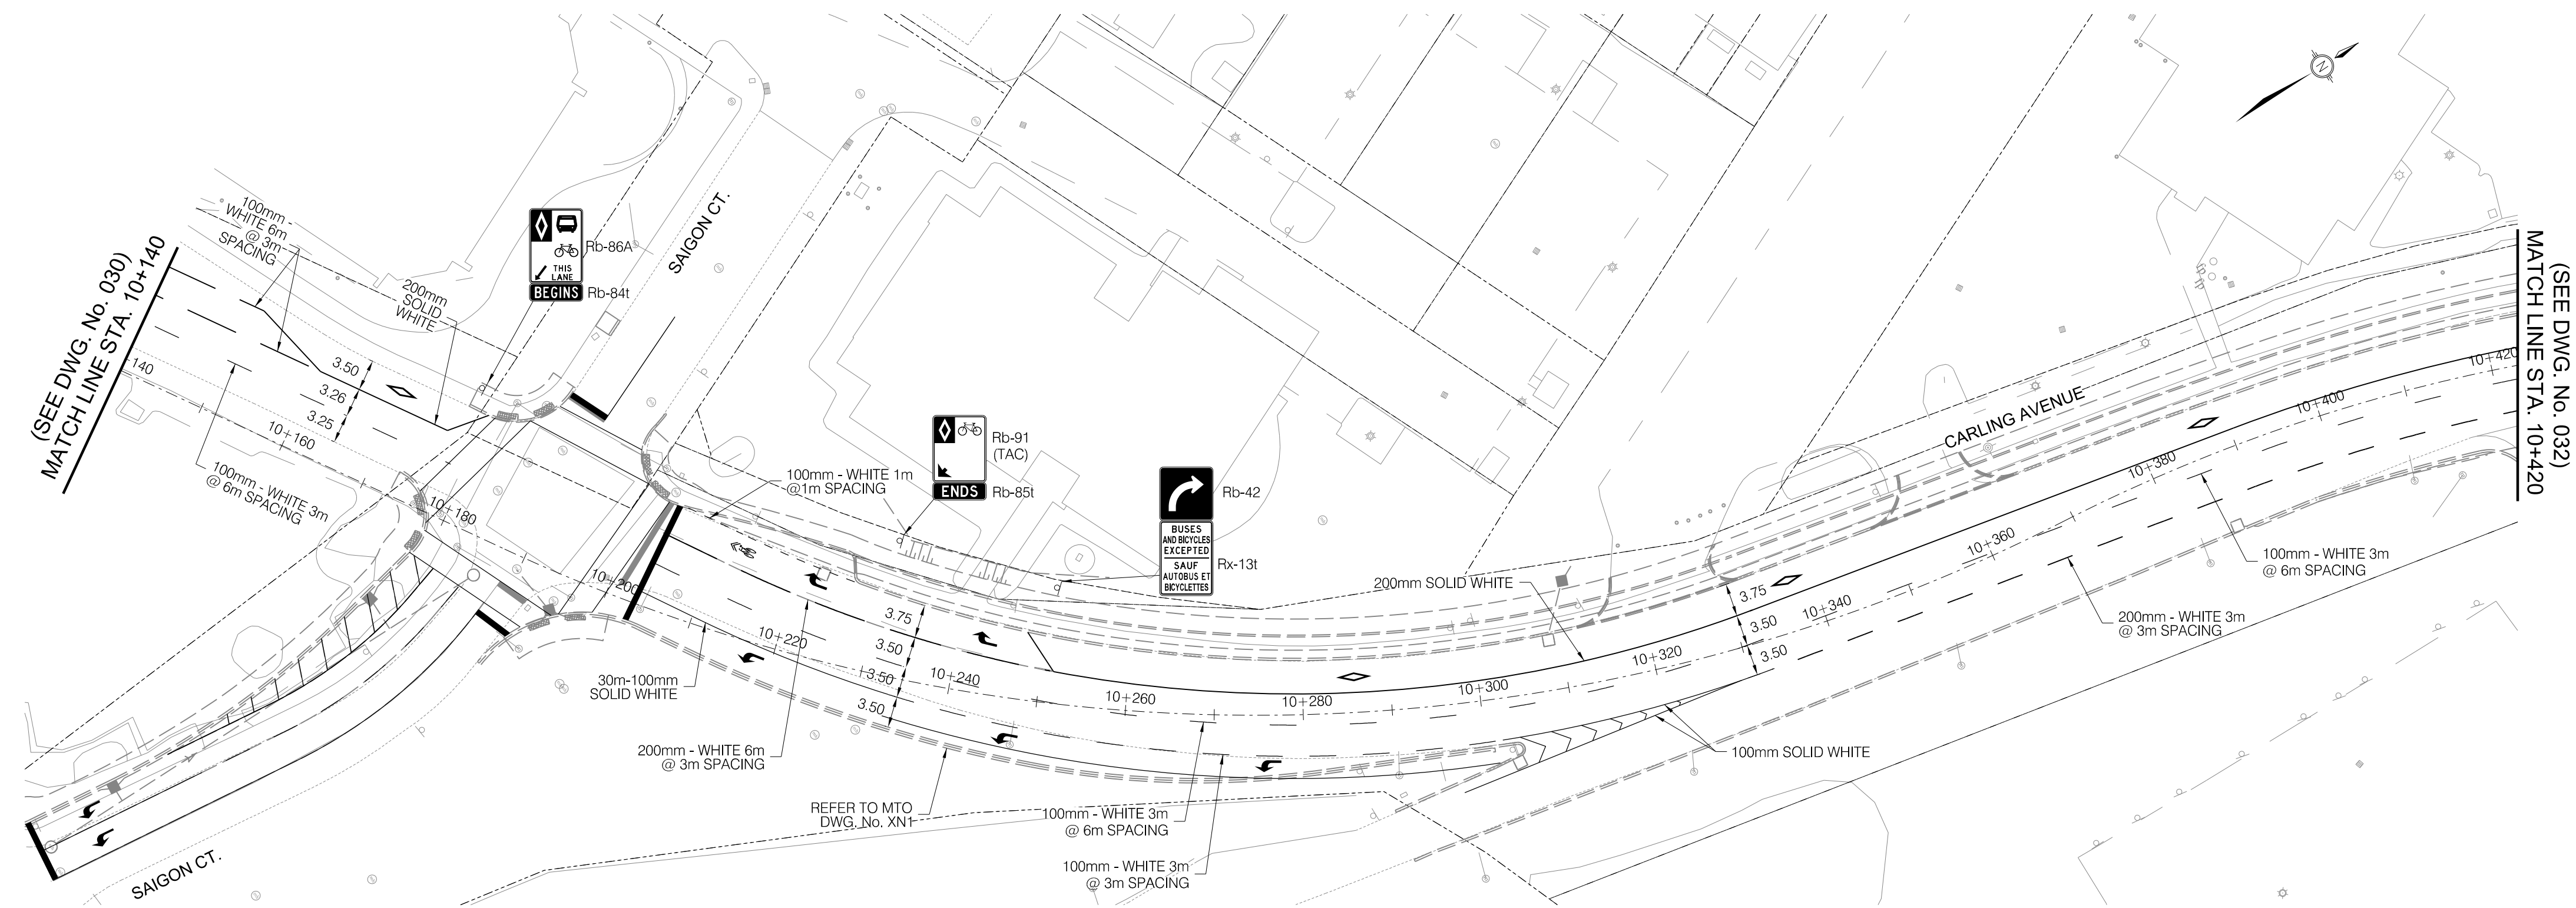 (SEE DWG. No. 030)
MATCH LINE STA. 10+140
100mm
WHITE 6m
@ 3m
SPACING
200mm
SOLID
WHITE
THIS
LANE
BEGINS
Rb-86A
Rb-84t
SAIGON CT.
N
140
3.50
3.26
3.25
10+160
100mm - WHITE 3m
@ 6m SPACING
10+180
10+200
100mm - WHITE 1m
@1m SPACING
ENDS
Rb-91
(TAC)
Rb-85t
Rb-42
BUSES
AND BICYCLES
EXCEPTED
SAUF
AUTOBUS ET
BICYCLETTES
Rx-13t
200mm SOLID WHITE
CARLING AVENUE
3.75
3.50
3.50
3.50
10+220
10+240
10+260
10+280
10+300
10+320
10+340
10+360
10+380
10+400
10+420
3.75
3.50
3.50
30m-100mm
SOLID WHITE
200mm - WHITE 6m
@ 3m SPACING
REFER TO MTO
DWG. No. XN1
100mm - WHITE 3m
@ 6m SPACING
100mm - WHITE 3m
@ 3m SPACING
100mm SOLID WHITE
200mm - WHITE 3m
@ 3m SPACING
100mm - WHITE 3m
@ 6m SPACING
SAIGON CT.
(SEE DWG. No. 032)
MATCH LINE STA. 10+420